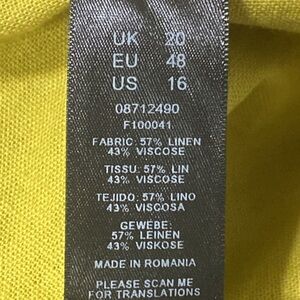 UK 20
EU 48
US 16
08712490
F100041
FABRIC: 57% LINEN
43% VISCOSE
TISSU: 57% LIN
43% VISCOSE
TEJIDO: 57% LINO
43% VISCOSA
GEWEBE:
57% LEINEN
43% VISKOSE
MADE IN ROMANIA
PLEASE SCAN ME
FOR TRANSLATIONS